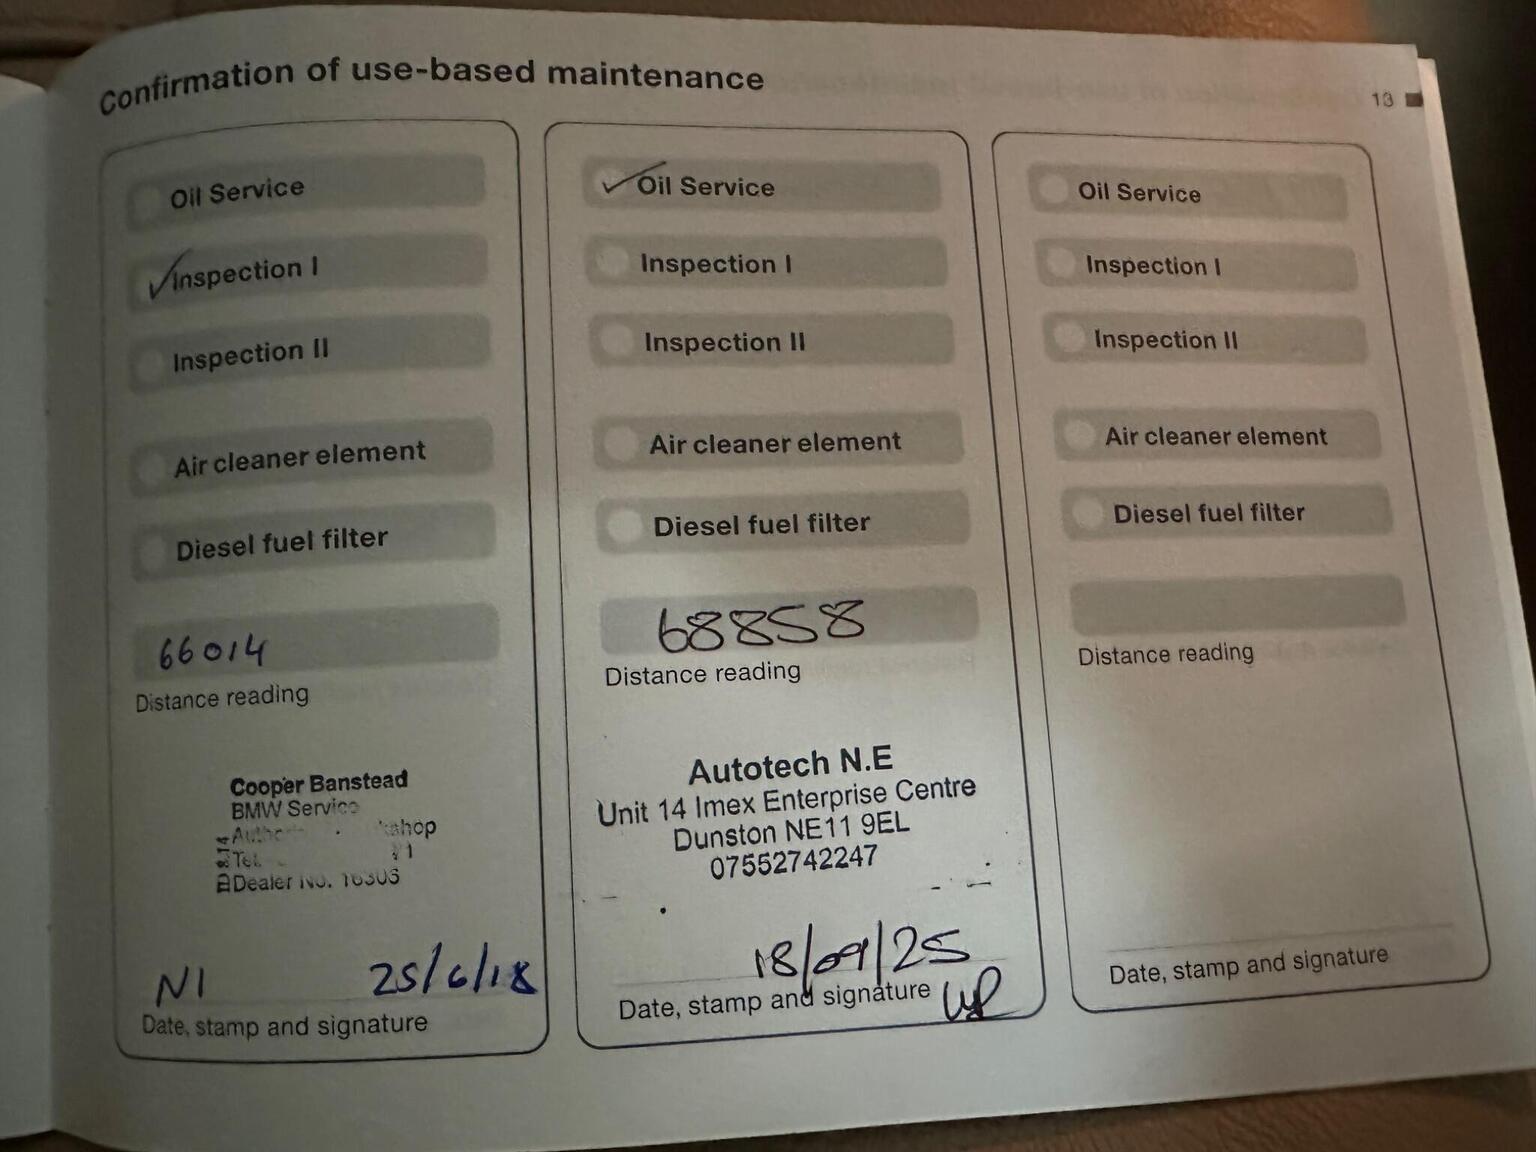 Confirmation of use-based maintenance
13
Oil Service
Inspection I
Inspection II
Air cleaner element
Diesel fuel filter
66014
Distance reading
Cooper Banstead
BMW Service
Dealer No. 16306
NI 25/6/18
Date, stamp and signature
Oil Service
Inspection I
Inspection II
Air cleaner element
Diesel fuel filter
68858
Distance reading
Autotech N.E
Unit 14 Imex Enterprise Centre
Dunston NE11 9EL
07552742247
18/09/25
Date, stamp and signature
Oil Service
Inspection I
Inspection II
Air cleaner element
Diesel fuel filter
Distance reading
Date, stamp and signature